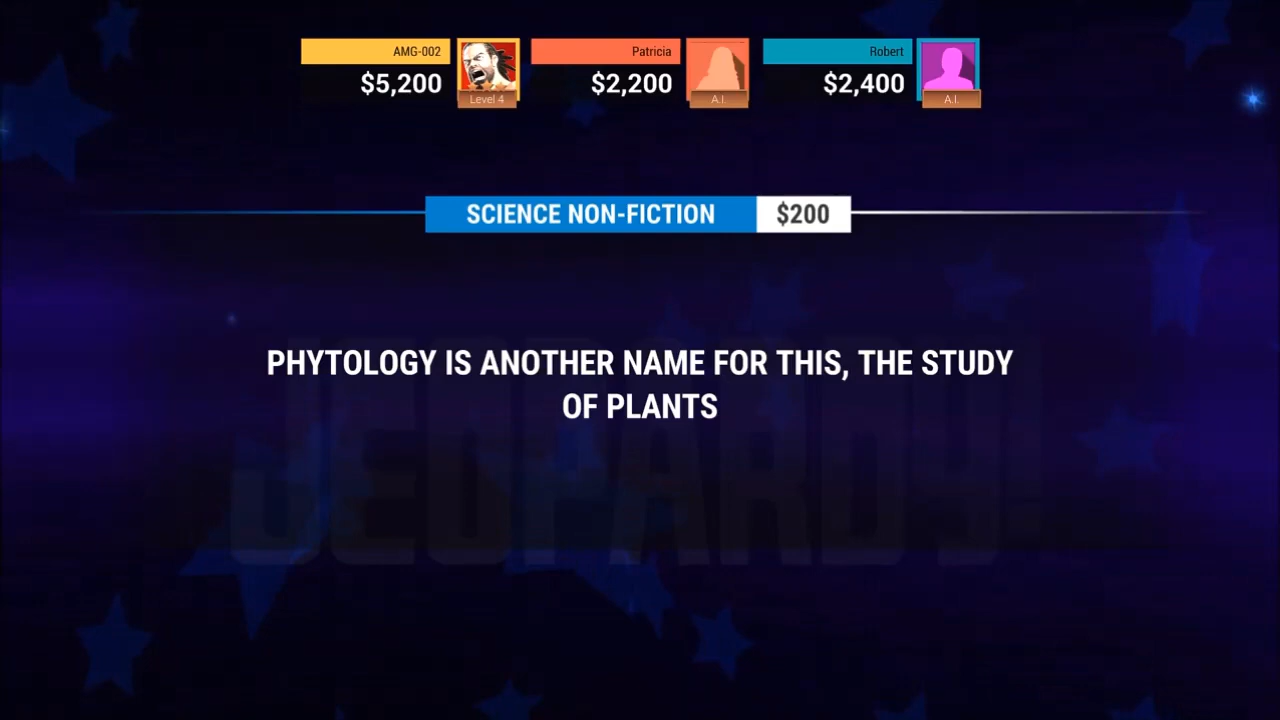 AMG-002
$5,200
Level 4
Patricia
$2,200
A.I.
Robert
$2,400
A.I.
SCIENCE NON-FICTION $200
PHYTOLOGY IS ANOTHER NAME FOR THIS, THE STUDY
OF PLANTS
JEOPARDY!